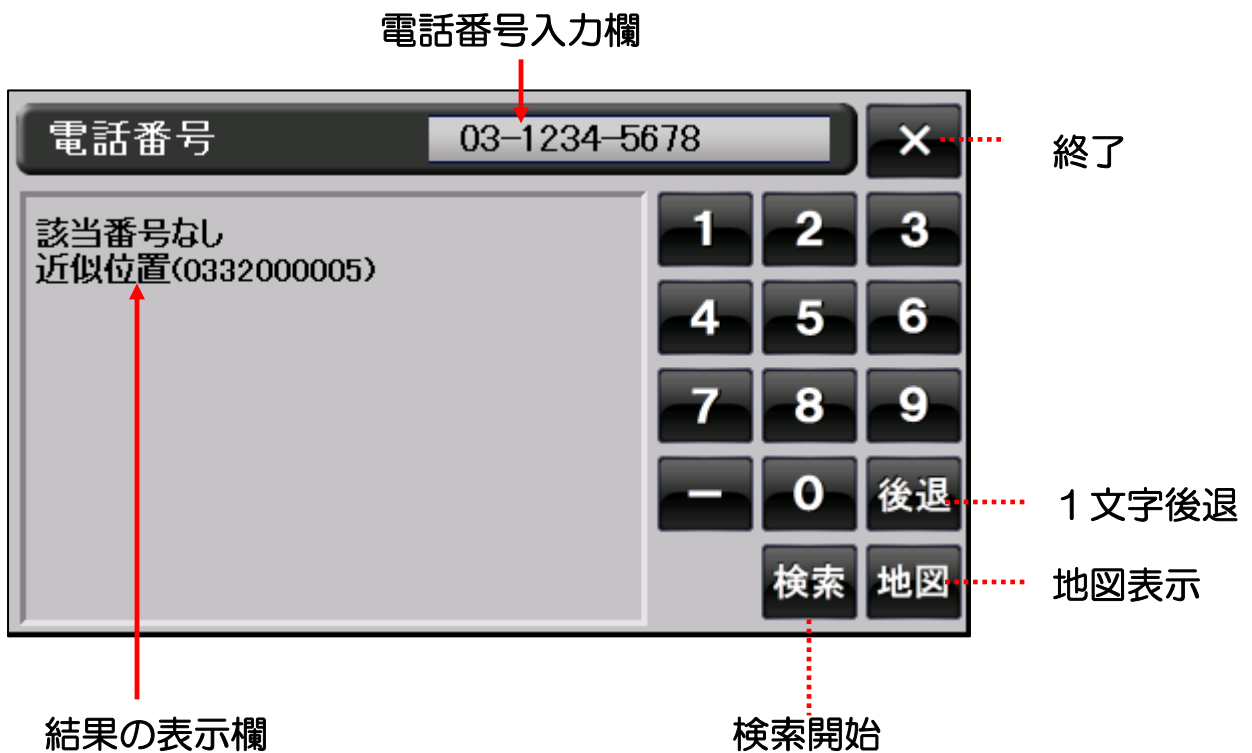 電話番号入力欄
電話番号
03-1234-5678
×
終了
該当番号なし
近似位置(0332000005)
1 2 3
4 5 6
7 8 9
- 0 後退
1文字後退
検索 地図
地図表示
結果の表示欄
検索開始